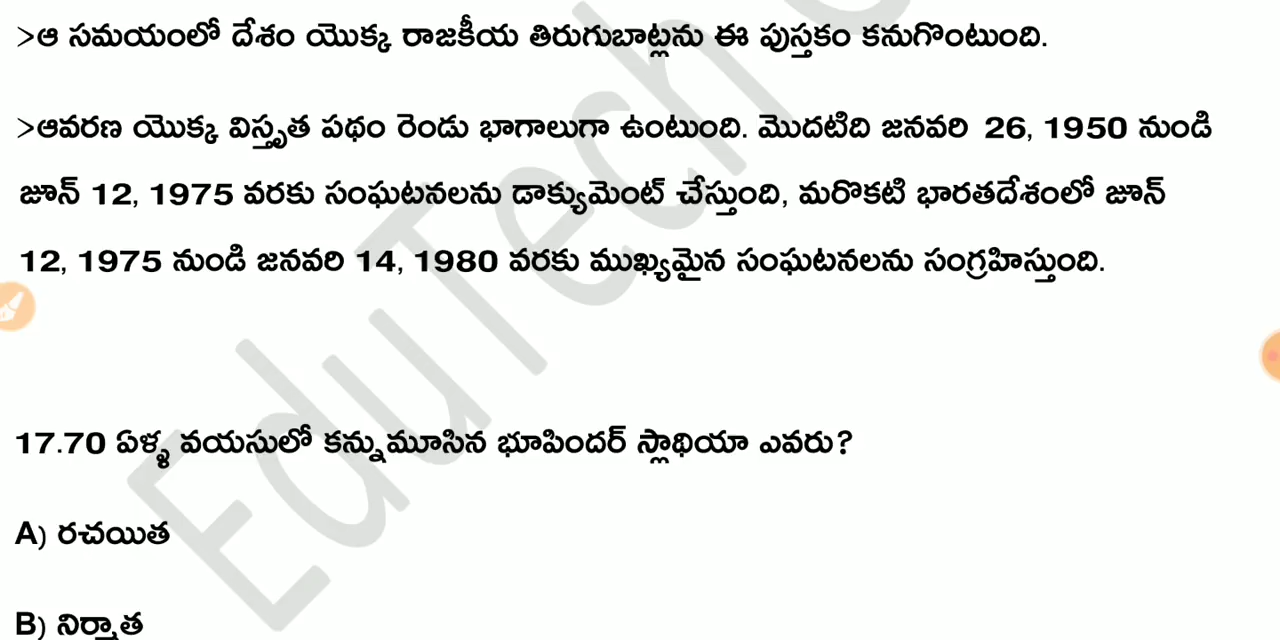 >ఆ సమయంలో దేశం యొక్క రాజకీయ తిరుగుబాట్లను ఈ పుస్తకం కనుగొంటుంది.
>ఆవరణ యొక్క విస్తృత పథం రెండు భాగాలుగా ఉంటుంది. మొదటిది జనవరి 26, 1950 నుండి
జూన్ 12, 1975 వరకు సంఘటనలను డాక్యుమెంట్ చేస్తుంది, మరొకటి భారతదేశంలో జూన్
12, 1975 నుండి జనవరి 14, 1980 వరకు ముఖ్యమైన సంఘటనలను సంగ్రహిస్తుంది.
EduTech
17.70 ఏళ్ళ వయసులో కన్నుమూసిన భూపిందర్ స్లాథియా ఎవరు?
A) రచయిత
B) నిర్మాత